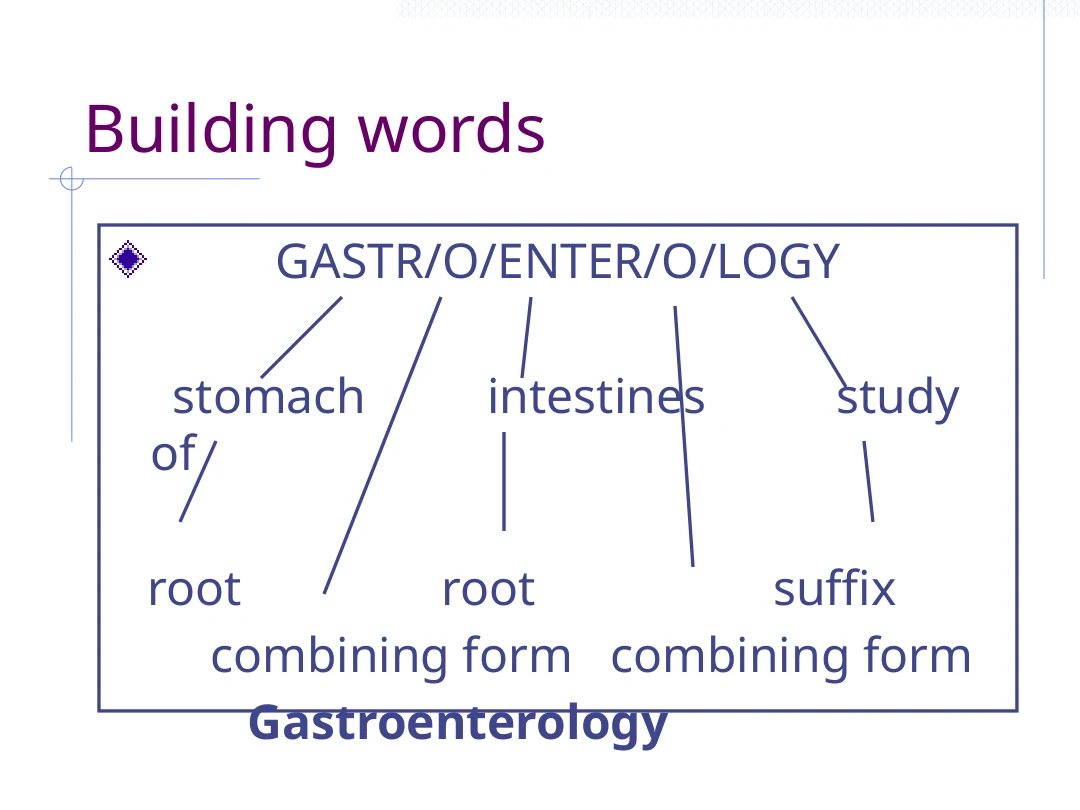 Building words
GASTR/O/ENTER/O/LOGY
stomach intestines study
of
root root suffix
combining form combining form
Gastroenterology